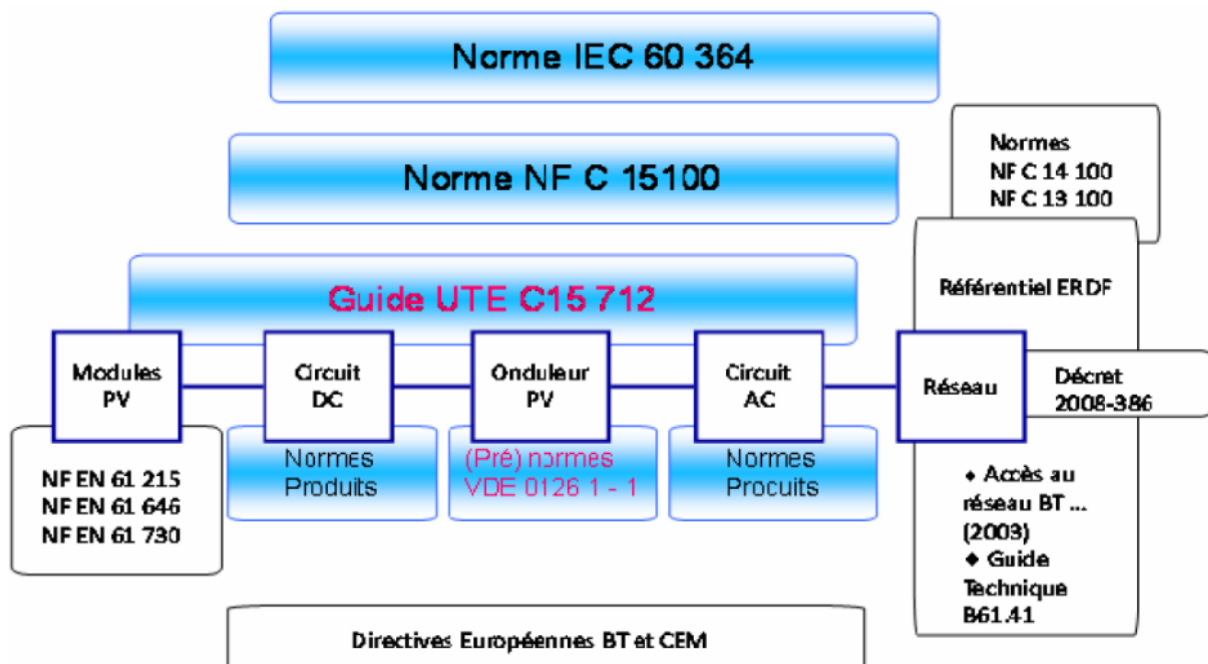 Norme IEC 60 364
Normes
NF C 14 100
NF C 13 100
Norme NF C 15100
Guide UTE C15 712
Référentiel ERDF
Modules
PV
Circuit
DC
Onduleur
PV
Circuit
AC
Réseau
Décret
2008-386
NF EN 61 215
NF EN 61 646
NF EN 61 730
Normes
Produits
(Pré) normes
VDE 0126 1 - 1
Normes
Procuits
♦ Accès au
réseau BT ...
(2003)
♦ Guide
Technique
B61.41
Directives Européennes BT et CEM